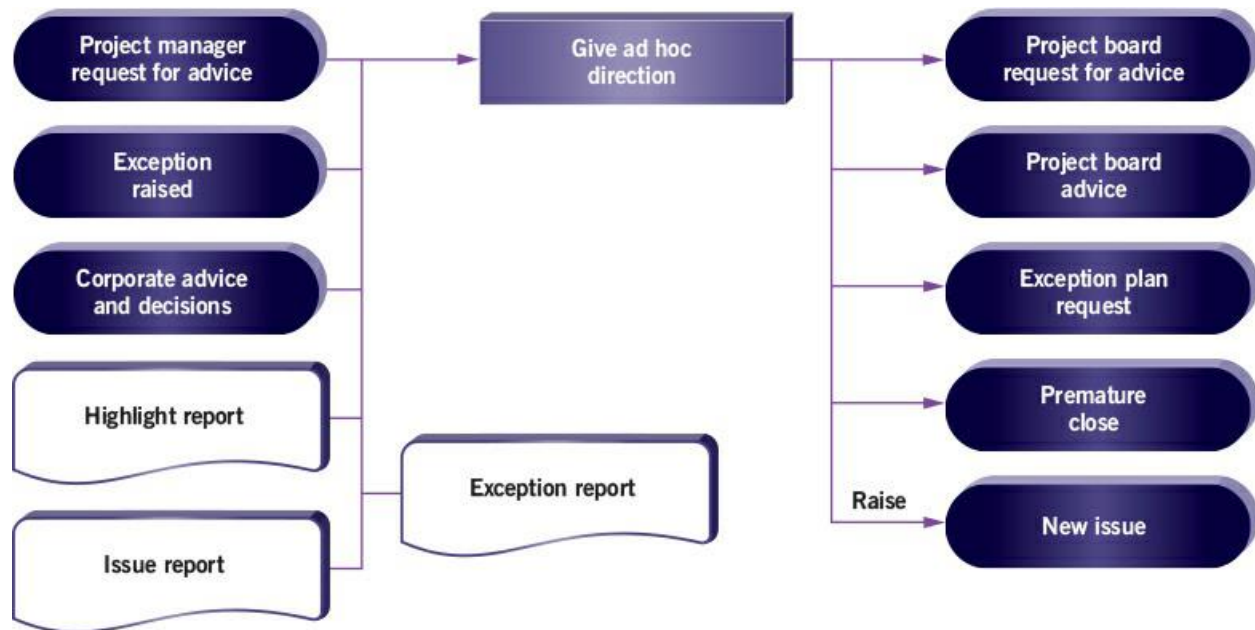 Project manager
request for advice
Exception
raised
Corporate advice
and decisions
Highlight report
Issue report
Exception report
Give ad hoc
direction
Project board
request for advice
Project board
advice
Exception plan
request
Premature
close
Raise
New issue